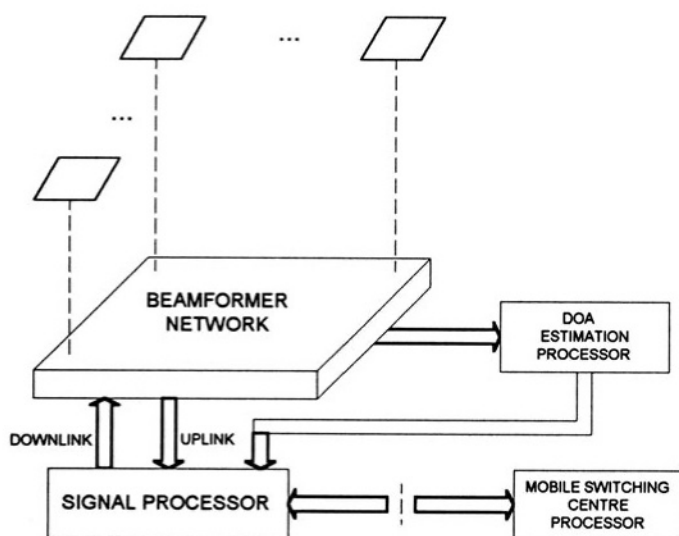 ...
...
BEAMFORMER
NETWORK
DOA
ESTIMATION
PROCESSOR
DOWNLINK
UPLINK
SIGNAL PROCESSOR
MOBILE SWITCHING
CENTRE
PROCESSOR